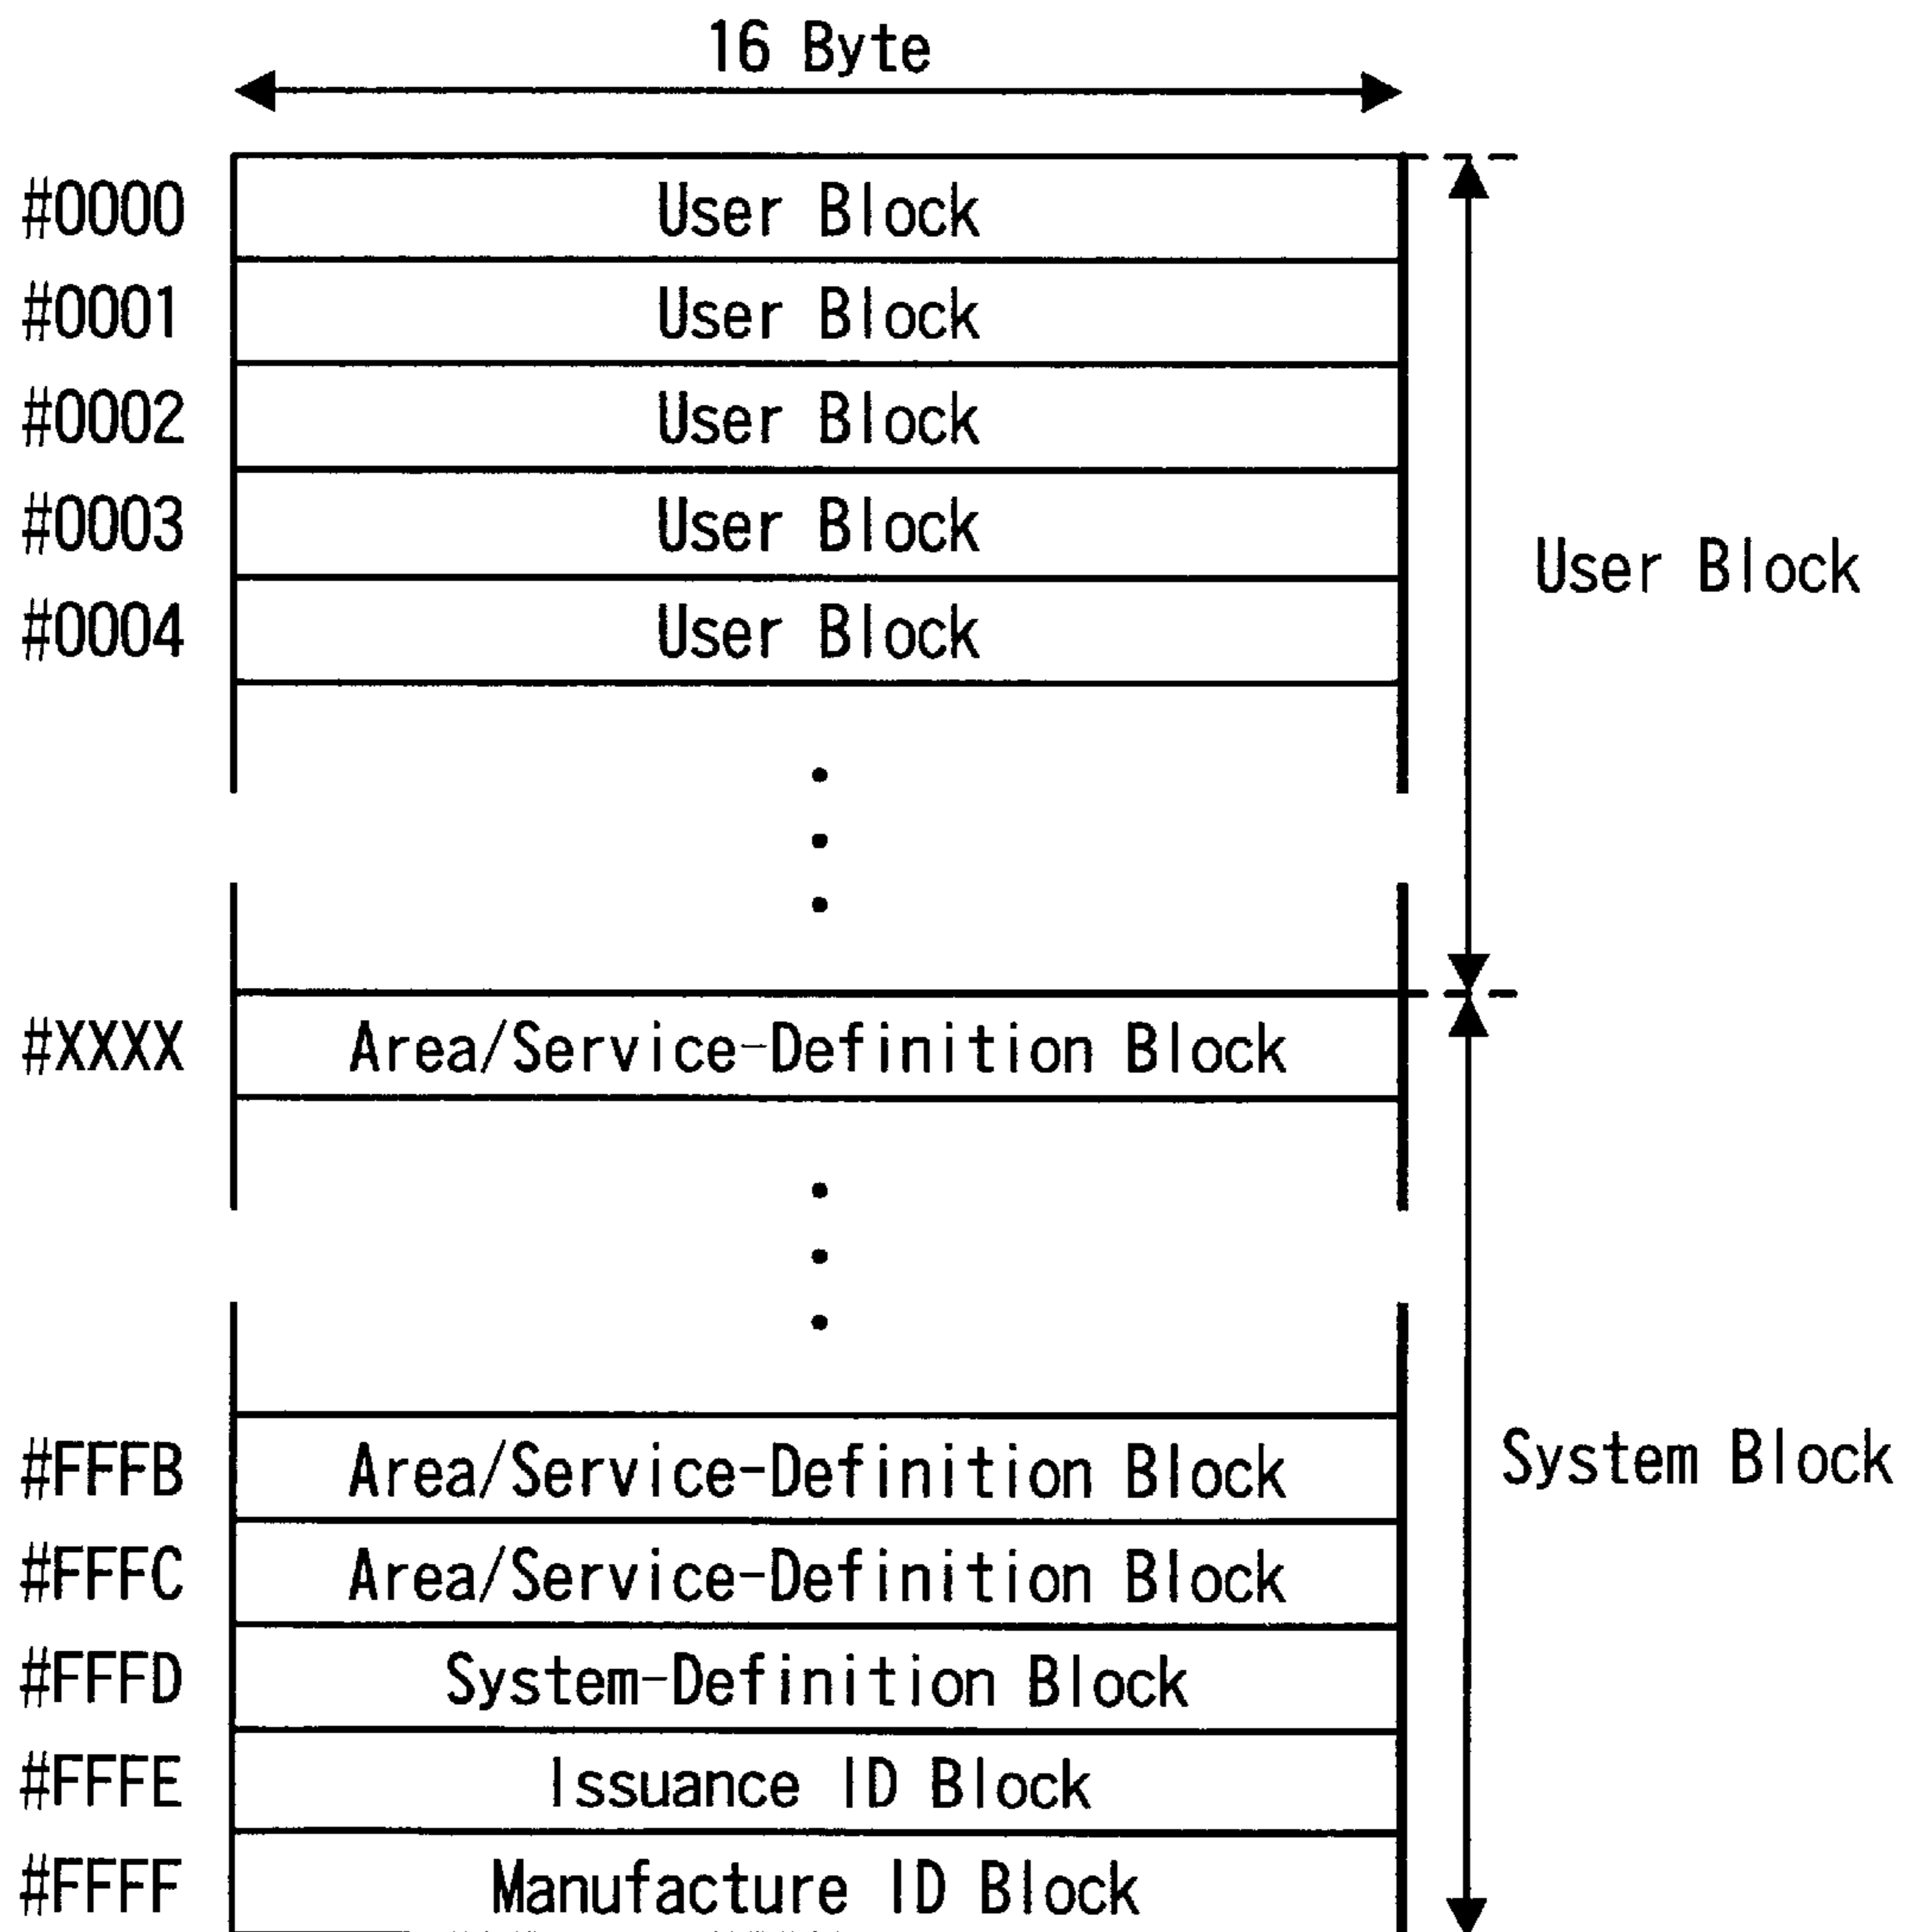 16 Byte
#0000 User Block
#0001 User Block
#0002 User Block
#0003 User Block
User Block
#0004 User Block
#XXXX Area/Service-Definition Block
#FFFB Area/Service-Definition Block
System Block
#FFFC Area/Service-Definition Block
#FFFD System-Definition Block
#FFFE Issuance ID Block
#FFFF Manufacture ID Block